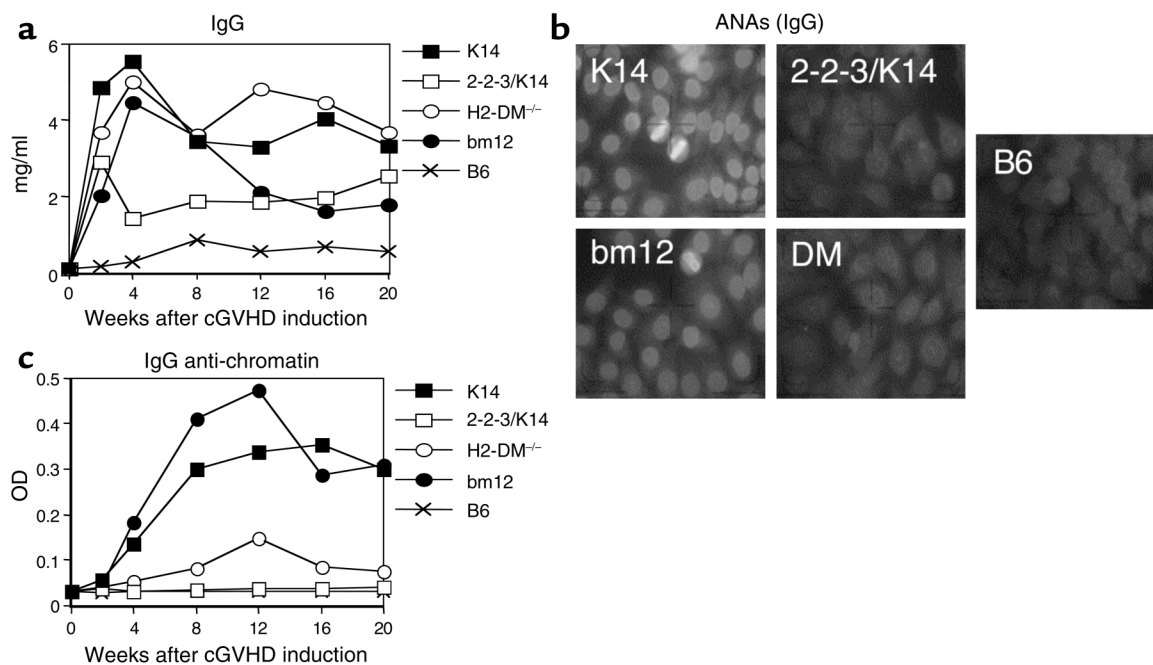 a
IgG
6
4
2
0
mg/ml
0 4 8 12 16 20
Weeks after cGVHD induction
K14
2-2-3/K14
H2-DM–/–
bm12
B6
b
ANAs (IgG)
K14
2-2-3/K14
bm12
DM
B6
c
IgG anti-chromatin
0.5
0.4
0.3
0.2
0.1
0
OD
0 4 8 12 16 20
Weeks after cGVHD induction
K14
2-2-3/K14
H2-DM–/–
bm12
B6